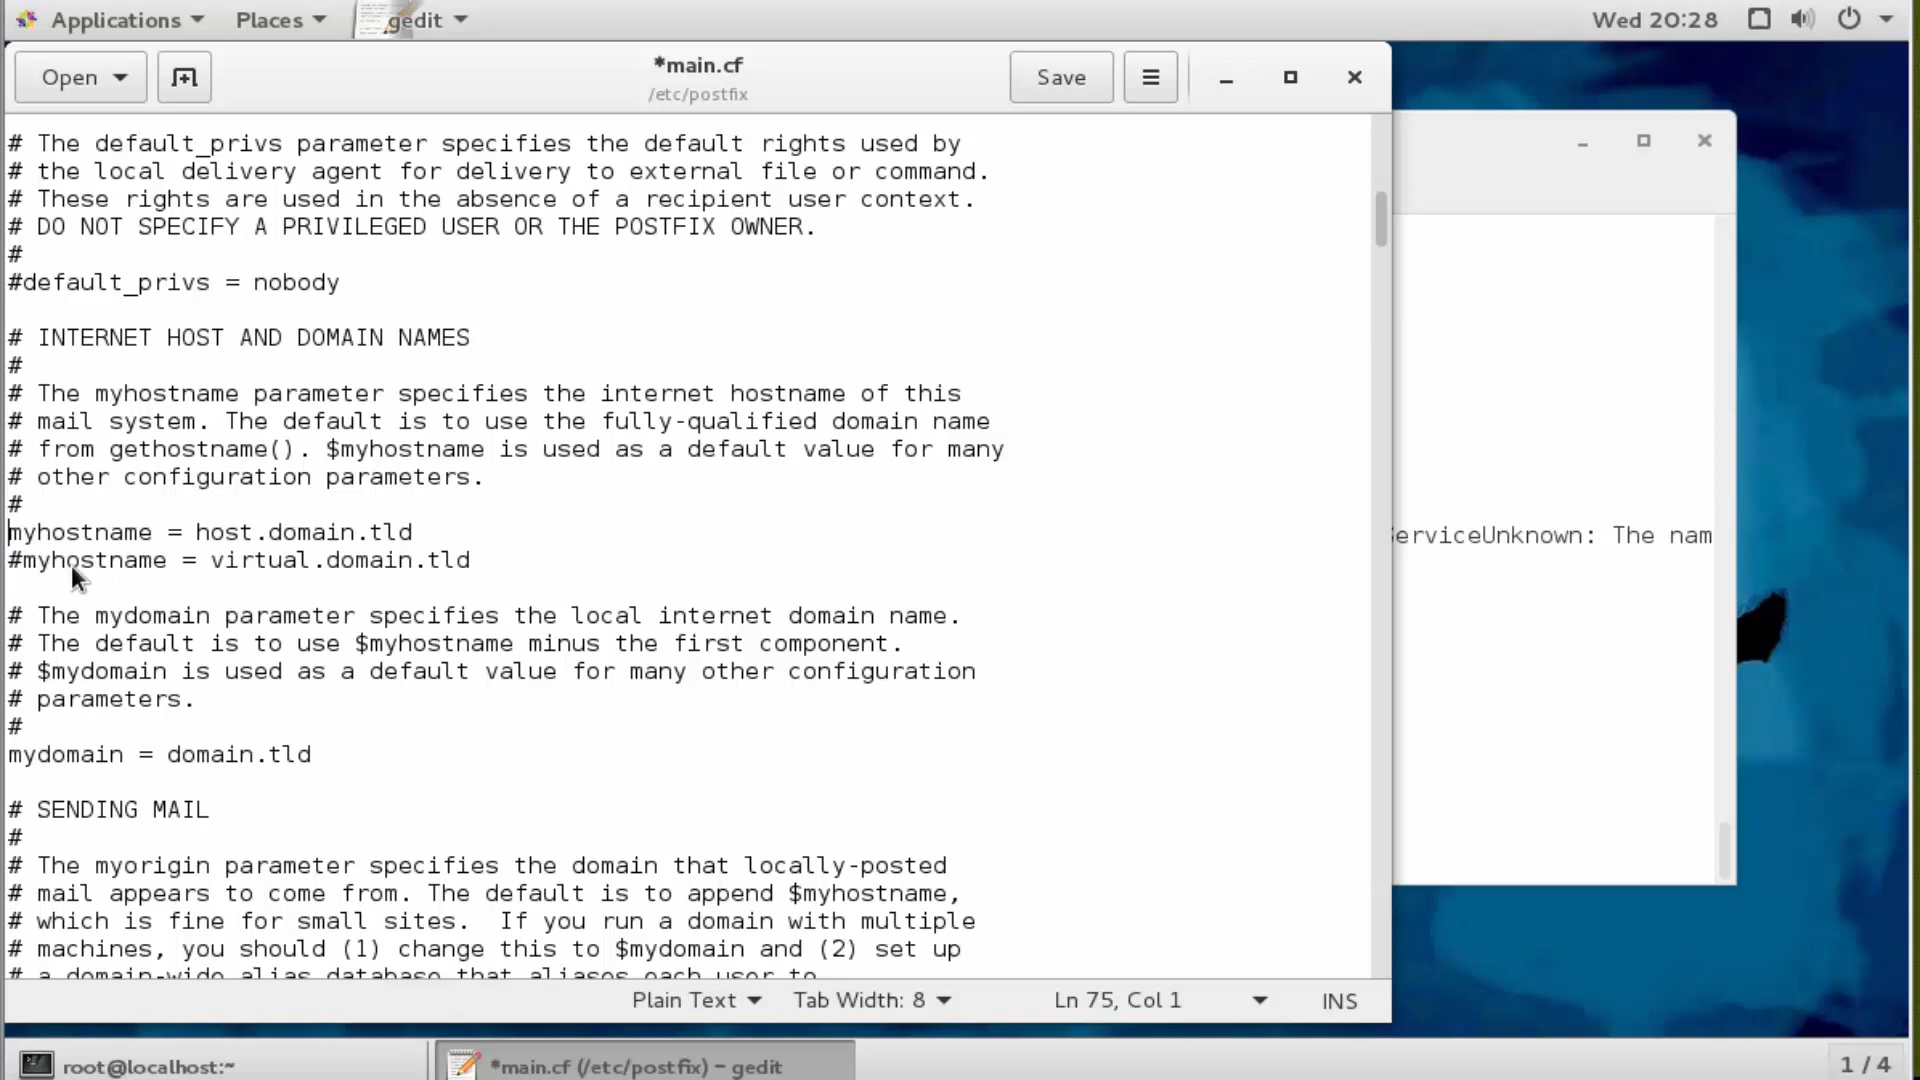 Applications Places gedit Wed 20:28
Open *main.cf Save
/etc/postfix
# The default_privs parameter specifies the default rights used by
# the local delivery agent for delivery to external file or command.
# These rights are used in the absence of a recipient user context.
# DO NOT SPECIFY A PRIVILEGED USER OR THE POSTFIX OWNER.
#
#default_privs = nobody
# INTERNET HOST AND DOMAIN NAMES
#
# The myhostname parameter specifies the internet hostname of this
# mail system. The default is to use the fully-qualified domain name
# from gethostname(). $myhostname is used as a default value for many
# other configuration parameters.
#
myhostname = host.domain.tld
erviceUnknown: The nam
#myhostname = virtual.domain.tld
# The mydomain parameter specifies the local internet domain name.
# The default is to use $myhostname minus the first component.
# $mydomain is used as a default value for many other configuration
# parameters.
#
mydomain = domain.tld
# SENDING MAIL
#
# The myorigin parameter specifies the domain that locally-posted
# mail appears to come from. The default is to append $myhostname,
# which is fine for small sites.  If you run a domain with multiple
# machines, you should (1) change this to $mydomain and (2) set up
# a domain-wide alias database that aliases each user to
Plain Text Tab Width: 8 Ln 75, Col 1 INS
root@localhost:~ *main.cf (/etc/postfix) – gedit 1 / 4